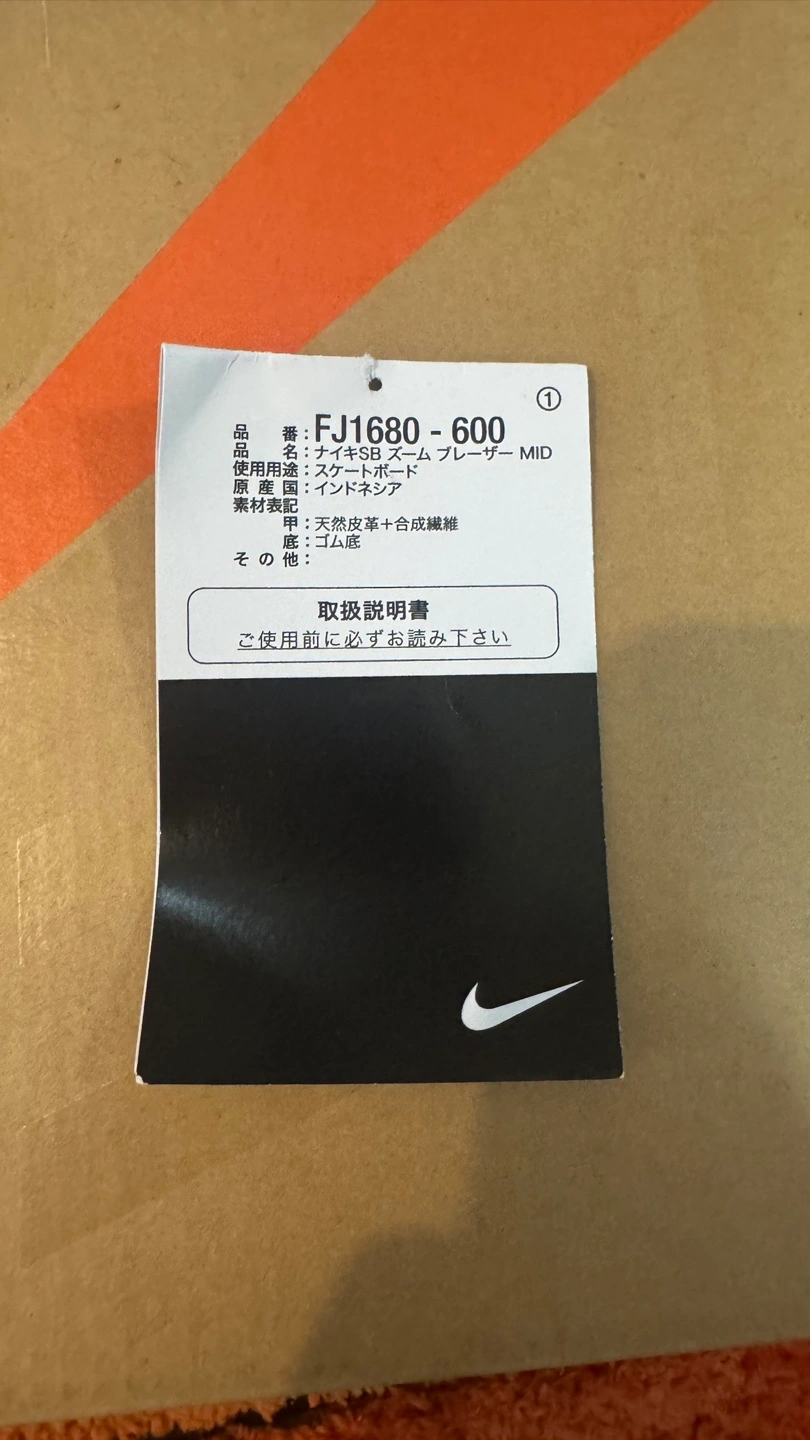 ①
品番：FJ1680 - 600
品名：ナイキSB ズーム ブレーザー MID
使用用途：スケートボード
原産国：インドネシア
素材表記
甲：天然皮革＋合成繊維
底：ゴム底
その他：
取扱説明書
ご使用前に必ずお読み下さい